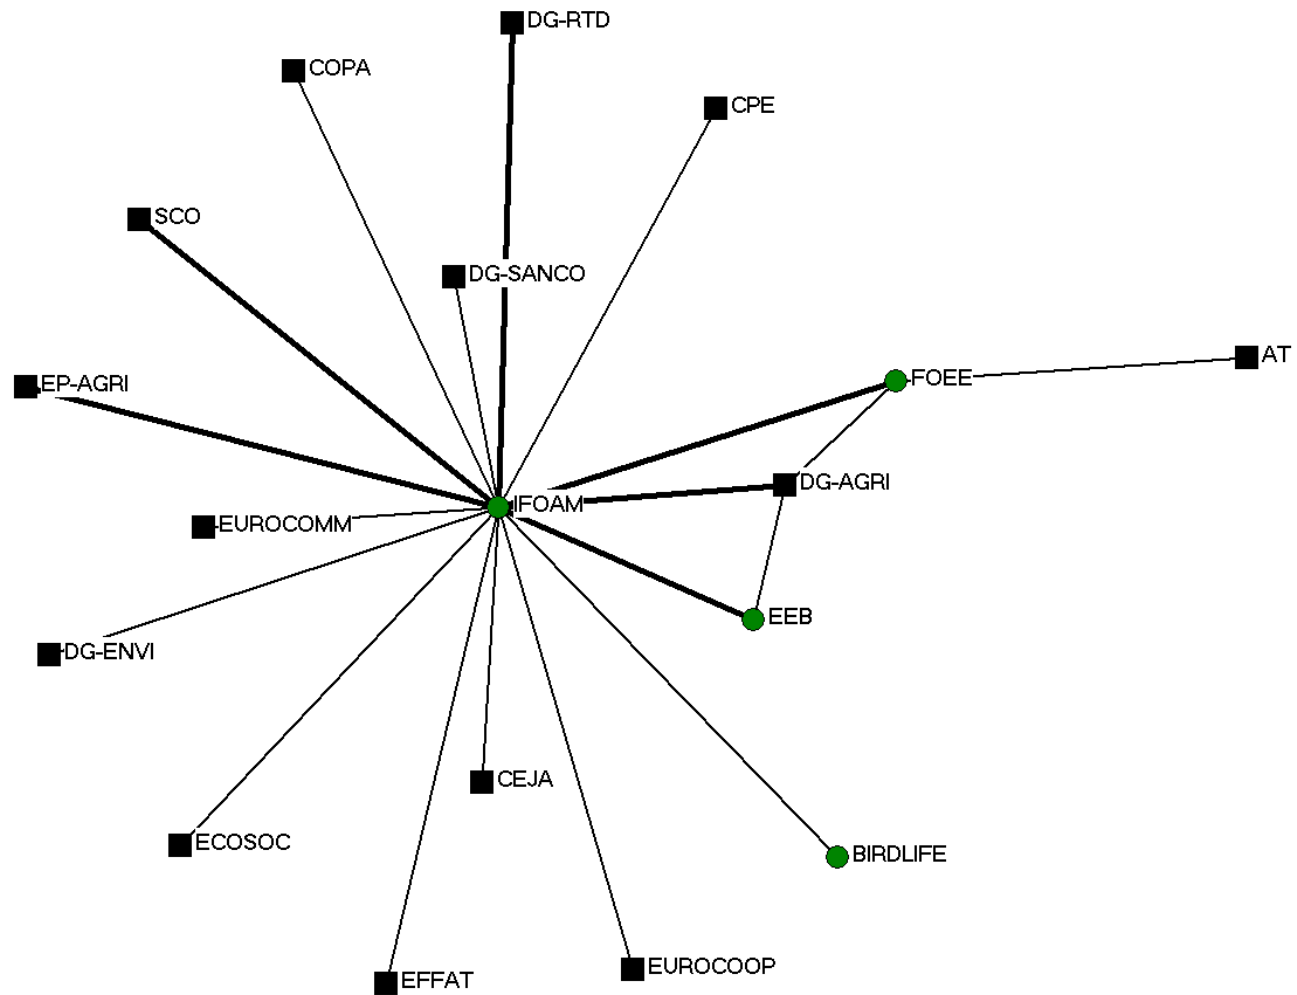 DG-RTD
COPA
CPE
SCO
DG-SANCO
AT
FOEE
EP-AGRI
DG-AGRI
IFOAM
EUROCOMM
EEB
DG-ENVI
CEJA
ECOSOC
BIRDLIFE
EUROCOOP
EFFAT